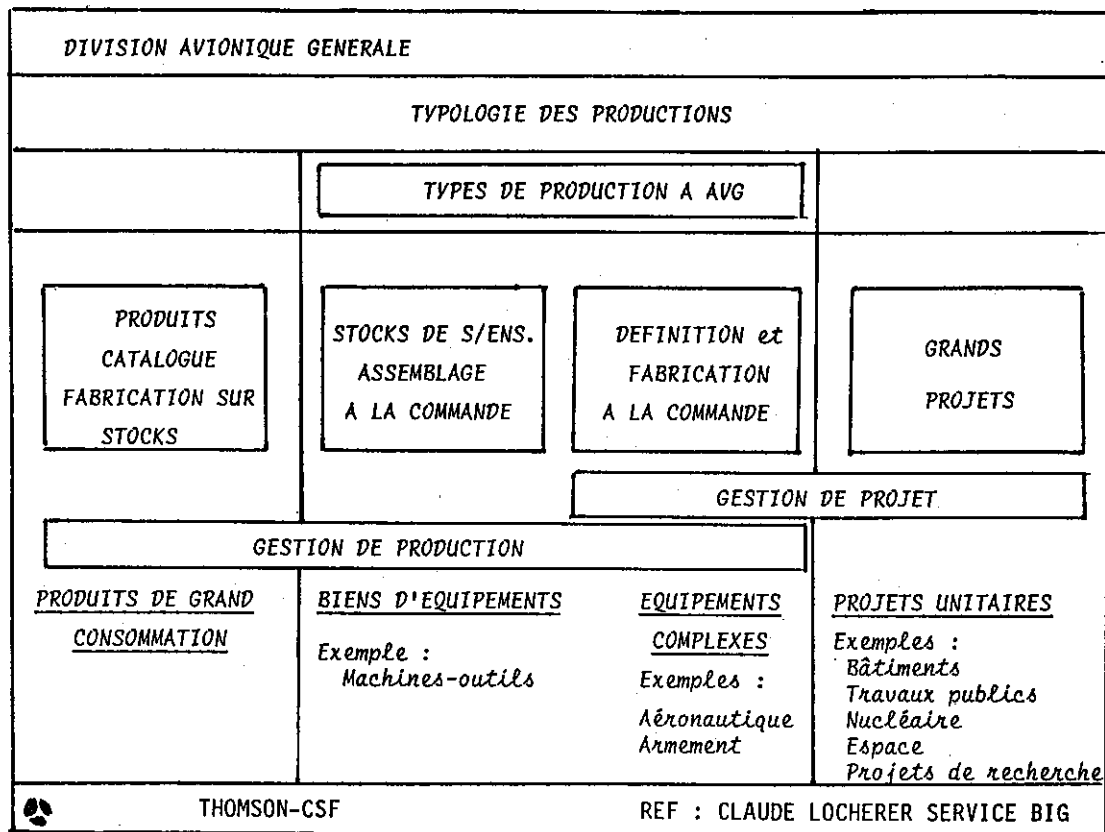 DIVISION AVIONIQUE GENERALE
TYPOLOGIE DES PRODUCTIONS
TYPES DE PRODUCTION A AVG
PRODUITS
CATALOGUE
FABRICATION SUR
STOCKS
STOCKS DE S/ENS.
ASSEMBLAGE
A LA COMMANDE
DEFINITION et
FABRICATION
A LA COMMANDE
GRANDS
PROJETS
GESTION DE PROJET
GESTION DE PRODUCTION
PRODUITS DE GRAND
CONSOMMATION
BIENS D'EQUIPEMENTS
Exemple :
Machines-outils
EQUIPEMENTS
COMPLEXES
Exemples :
Aéronautique
Armement
PROJETS UNITAIRES
Exemples :
Bâtiments
Travaux publics
Nucléaire
Espace
Projets de recherche
THOMSON-CSF
REF : CLAUDE LOCHERER SERVICE BIG